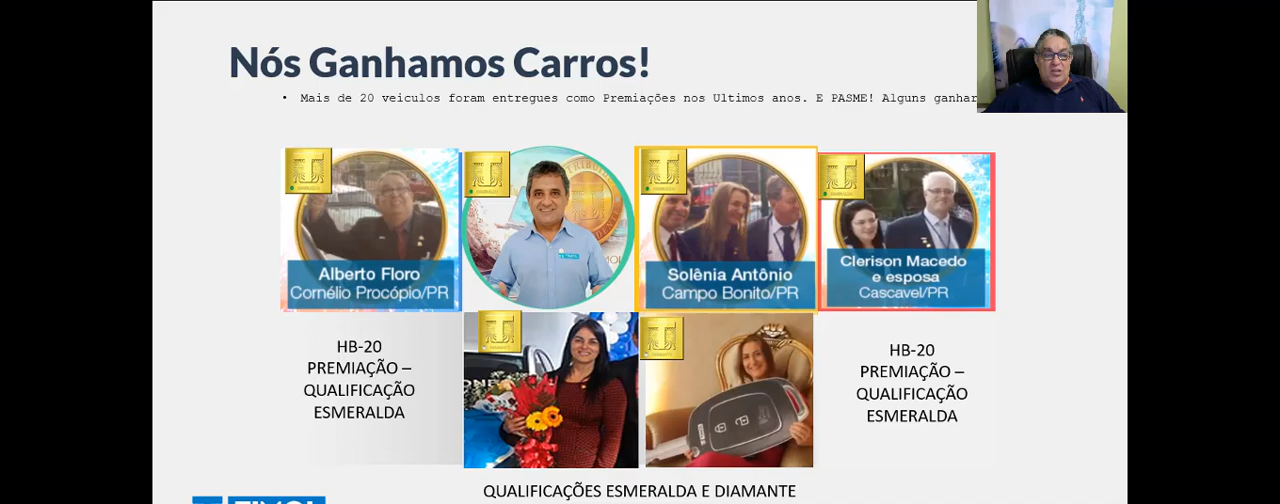 Nós Ganhamos Carros!
• Mais de 20 veiculos foram entregues como Premiações nos Ultimos anos. E PASME! Alguns ganhar
Alberto Floro
Cornélio Procópio/PR
Solênia Antônio
Campo Bonito/PR
Clerison Macedo
e esposa
Cascavel/PR
HB-20
PREMIAÇÃO –
QUALIFICAÇÃO
ESMERALDA
HB-20
PREMIAÇÃO –
QUALIFICAÇÃO
ESMERALDA
QUALIFICAÇÕES ESMERALDA E DIAMANTE